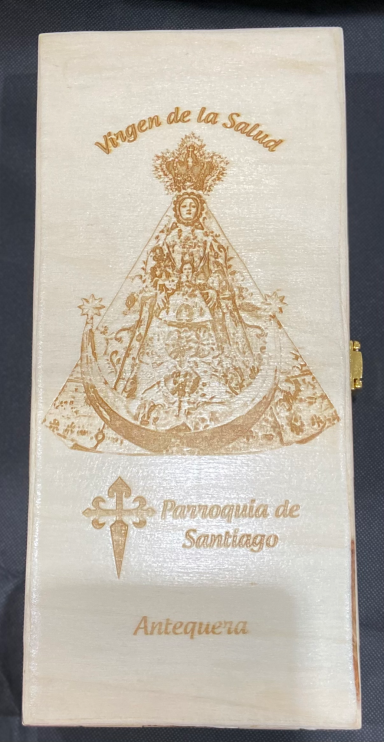 Virgen de la Salud
Parroquia de
Santiago
Antequera